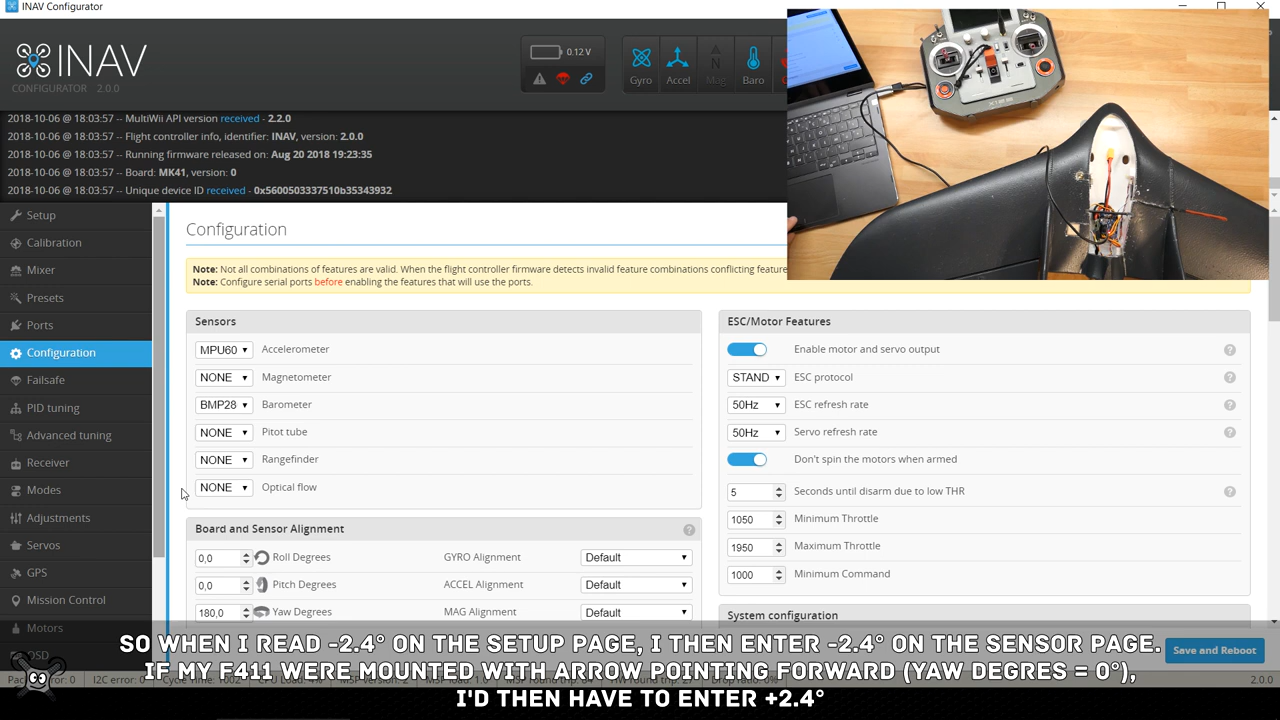 INAV Configurator
INAV
CONFIGURATOR 2.0.0
0.12 V
Gyro
Accel
Mag
Baro
2018-10-06 @ 18:03:57 -- MultiWii API version received - 2.2.0
2018-10-06 @ 18:03:57 -- Flight controller info, identifier: INAV, version: 2.0.0
2018-10-06 @ 18:03:57 -- Running firmware released on: Aug 20 2018 19:23:35
2018-10-06 @ 18:03:57 -- Board: MK41, version: 0
2018-10-06 @ 18:03:57 -- Unique device ID received - 0x5600503337510b35343932
Setup
Calibration
Mixer
Presets
Ports
Configuration
Failsafe
PID tuning
Advanced tuning
Receiver
Modes
Adjustments
Servos
GPS
Mission Control
Motors
OSD
Configuration
Note: Not all combinations of features are valid. When the flight controller firmware detects invalid feature combinations conflicting feature
Note: Configure serial ports before enabling the features that will use the ports.
Sensors
MPU60 Accelerometer
NONE Magnetometer
BMP28 Barometer
NONE Pitot tube
NONE Rangefinder
NONE Optical flow
Board and Sensor Alignment
0,0 Roll Degrees GYRO Alignment Default
0,0 Pitch Degrees ACCEL Alignment Default
180,0 Yaw Degrees MAG Alignment Default
ESC/Motor Features
Enable motor and servo output
STAND ESC protocol
50Hz ESC refresh rate
50Hz Servo refresh rate
Don't spin the motors when armed
5 Seconds until disarm due to low THR
1050 Minimum Throttle
1950 Maximum Throttle
1000 Minimum Command
System configuration
Save and Reboot
SO WHEN I READ -2.4° ON THE SETUP PAGE, I THEN ENTER -2.4° ON THE SENSOR PAGE.
IF MY F411 WERE MOUNTED WITH ARROW POINTING FORWARD (YAW DEGRES = 0°),
I'D THEN HAVE TO ENTER +2.4°
2.0.0